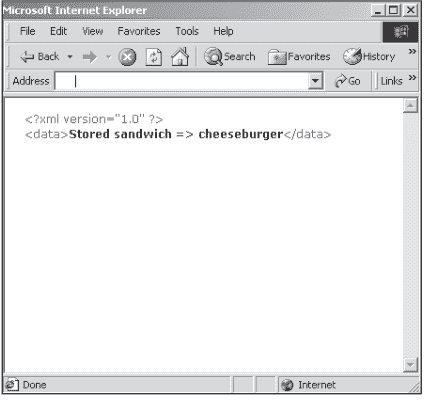 Microsoft Internet Explorer
File Edit View Favorites Tools Help
Back Search Favorites History »
Address Go Links »
<?xml version="1.0" ?>
<data>Stored sandwich => cheeseburger</data>
Done Internet